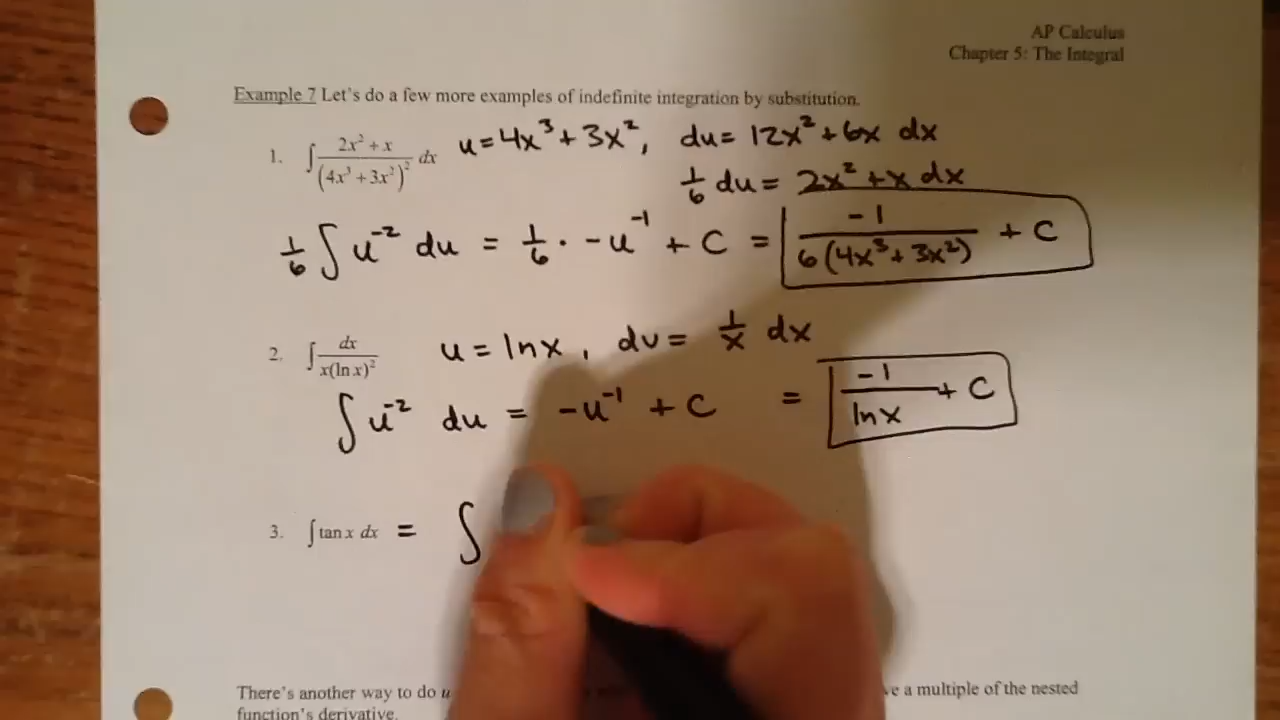 AP Calculus
Chapter 5: The Integral
Example 7 Let's do a few more examples of indefinite integration by substitution.
1. ∫ (2x² + x)/(4x³ + 3x²)² dx u = 4x³ + 3x², du = 12x² + 6x dx
1/6 du = 2x² + x dx
1/6 ∫ u⁻² du = 1/6 · -u⁻¹ + C = -1/(6(4x³ + 3x²)) + C
2. ∫ dx/(x(ln x)²) u = ln x, du = 1/x dx
∫ u⁻² du = -u⁻¹ + C = -1/(ln x) + C
3. ∫ tan x dx = ∫
There's another way to do u a multiple of the nested
function's derivative.